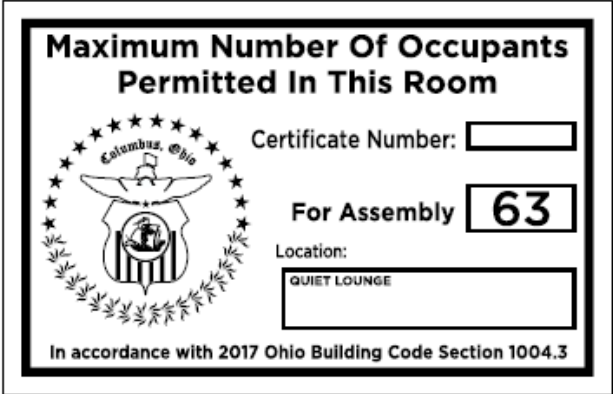 Maximum Number Of Occupants
Permitted In This Room
Columbus, Ohio
Certificate Number:
For Assembly 63
Location:
QUIET LOUNGE
In accordance with 2017 Ohio Building Code Section 1004.3